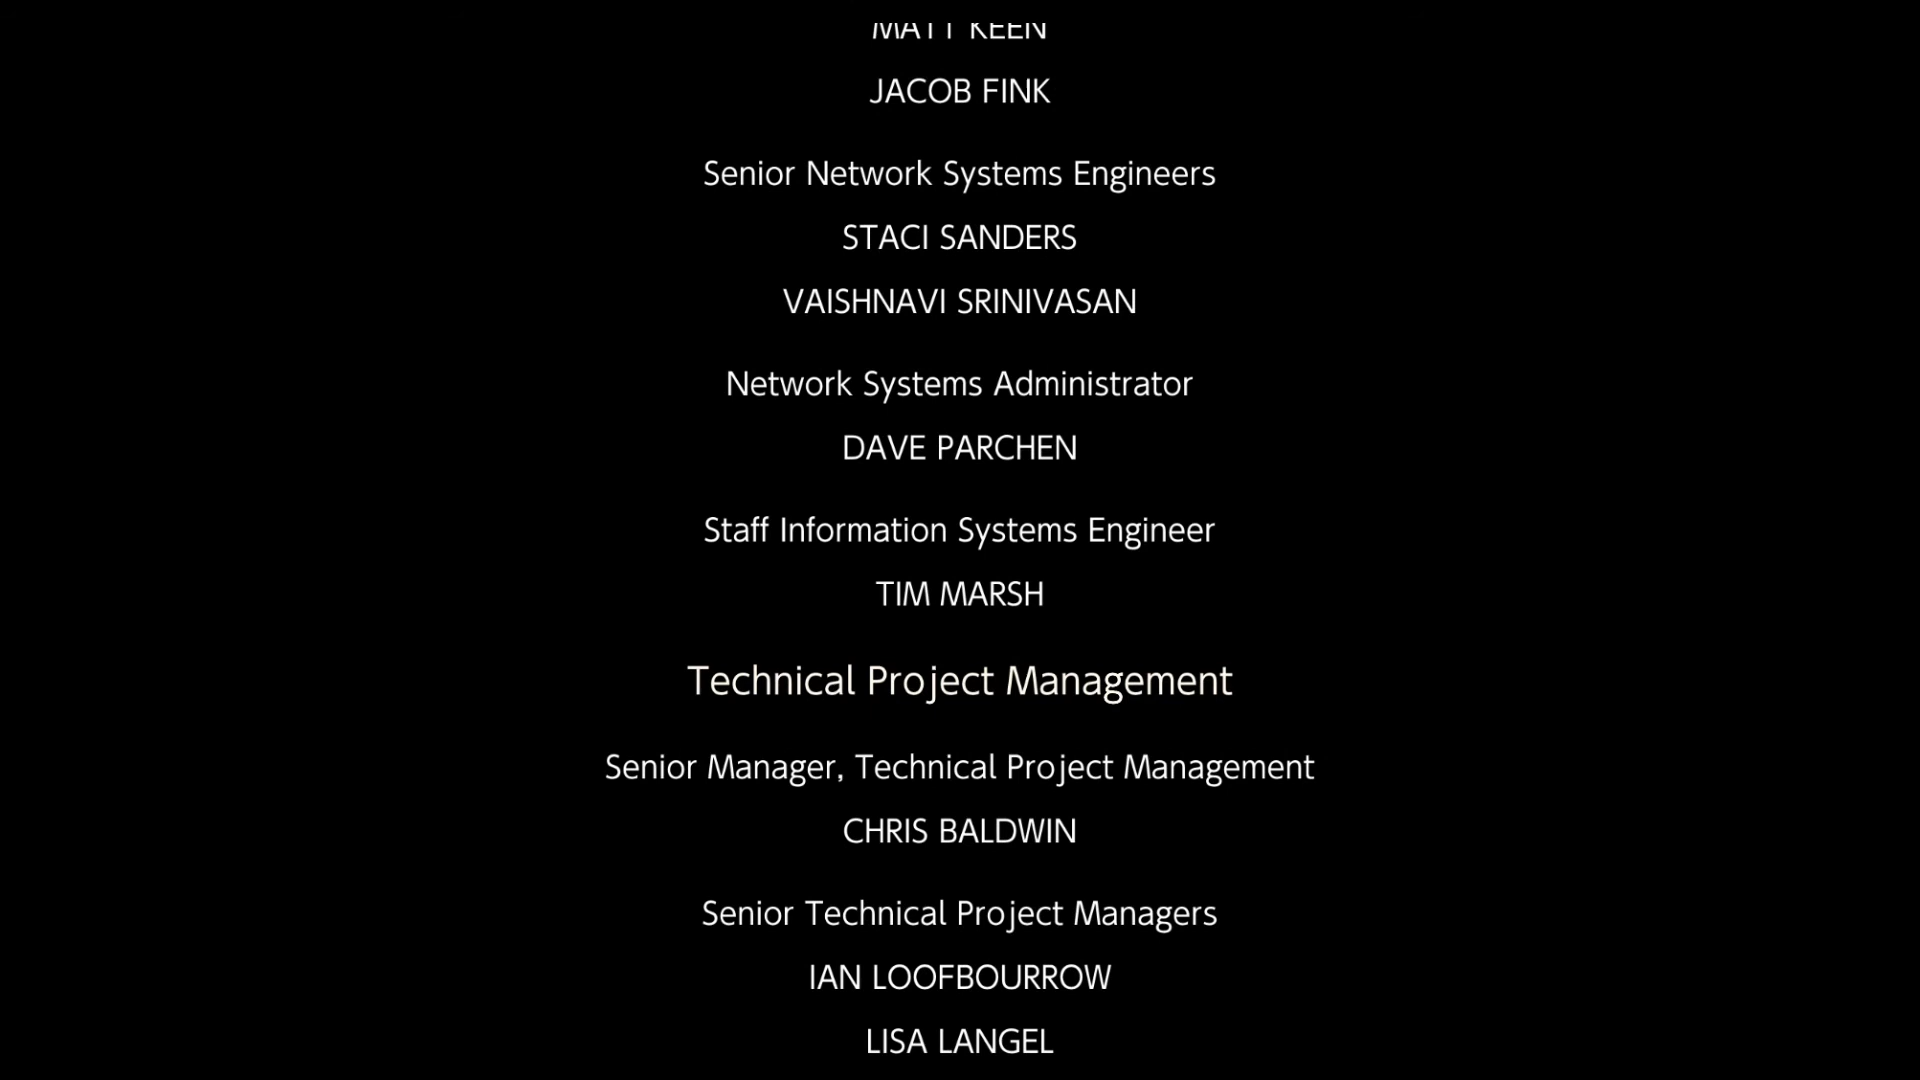 MATT KEEN
JACOB FINK
Senior Network Systems Engineers
STACI SANDERS
VAISHNAVI SRINIVASAN
Network Systems Administrator
DAVE PARCHEN
Staff Information Systems Engineer
TIM MARSH
Technical Project Management
Senior Manager, Technical Project Management
CHRIS BALDWIN
Senior Technical Project Managers
IAN LOOFBOURROW
LISA LANGEL